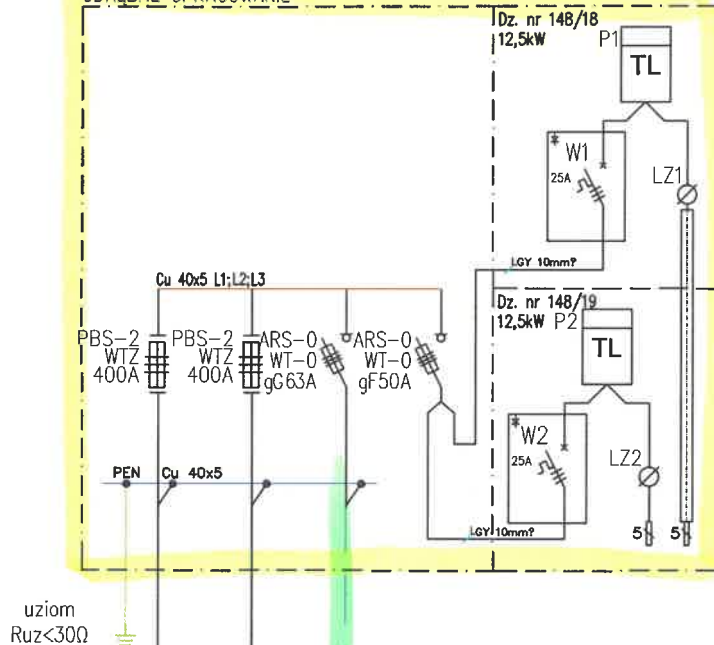 Dz. nr 148/18
12,5kW
P1
TL
W1
25A
LZ1
LGY 10mm?
Cu 40x5 L1;L2;L3
Dz. nr 148/19
12,5kW
P2
TL
PBS-2
WTZ
400A
PBS-2
WTZ
400A
ARS-0
WT-0
gG63A
ARS-0
WT-0
gF50A
W2
25A
LZ2
PEN
Cu 40x5
LGY 10mm?
5
5
uziom
Ruz<30Ω